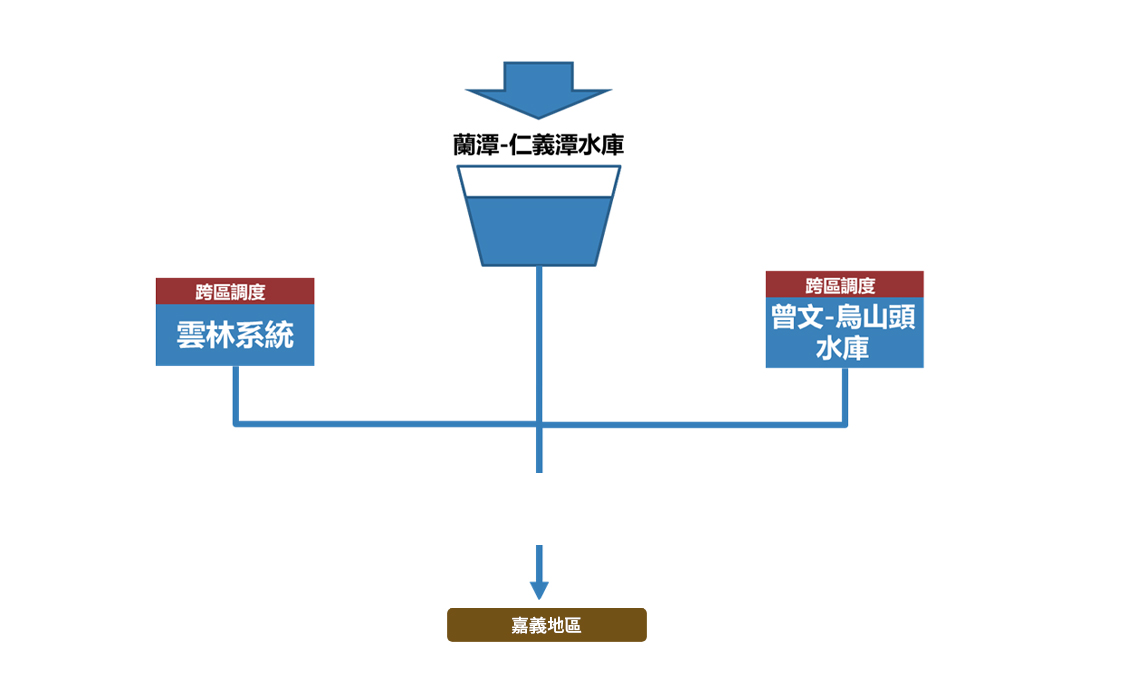 蘭潭-仁義潭水庫
跨區調度
雲林系統
跨區調度
曾文-烏山頭
水庫
嘉義地區